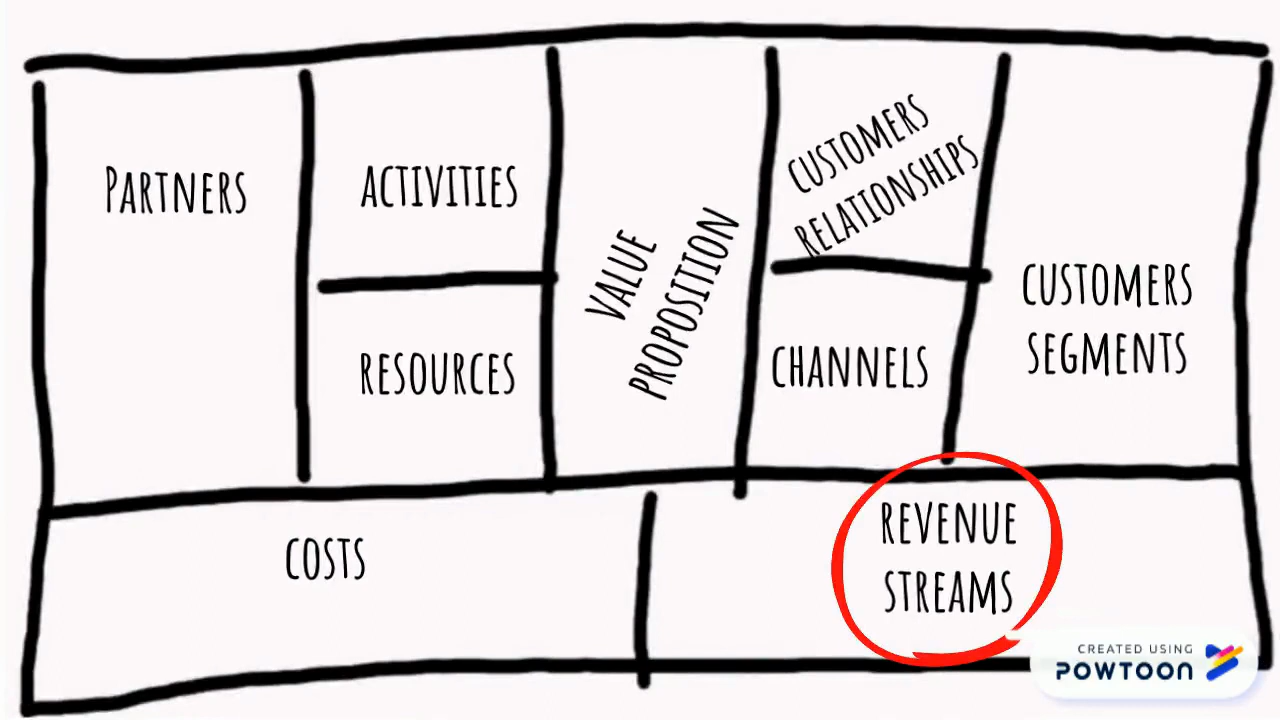 Partners
ACTIVITIES
RESOURCES
VALUE
PROPOSITION
CUSTOMERS
RELATIONSHIPS
CHANNELS
CUSTOMERS
SEGMENTS
COSTS
REVENUE
STREAMS
CREATED USING
POWTOON